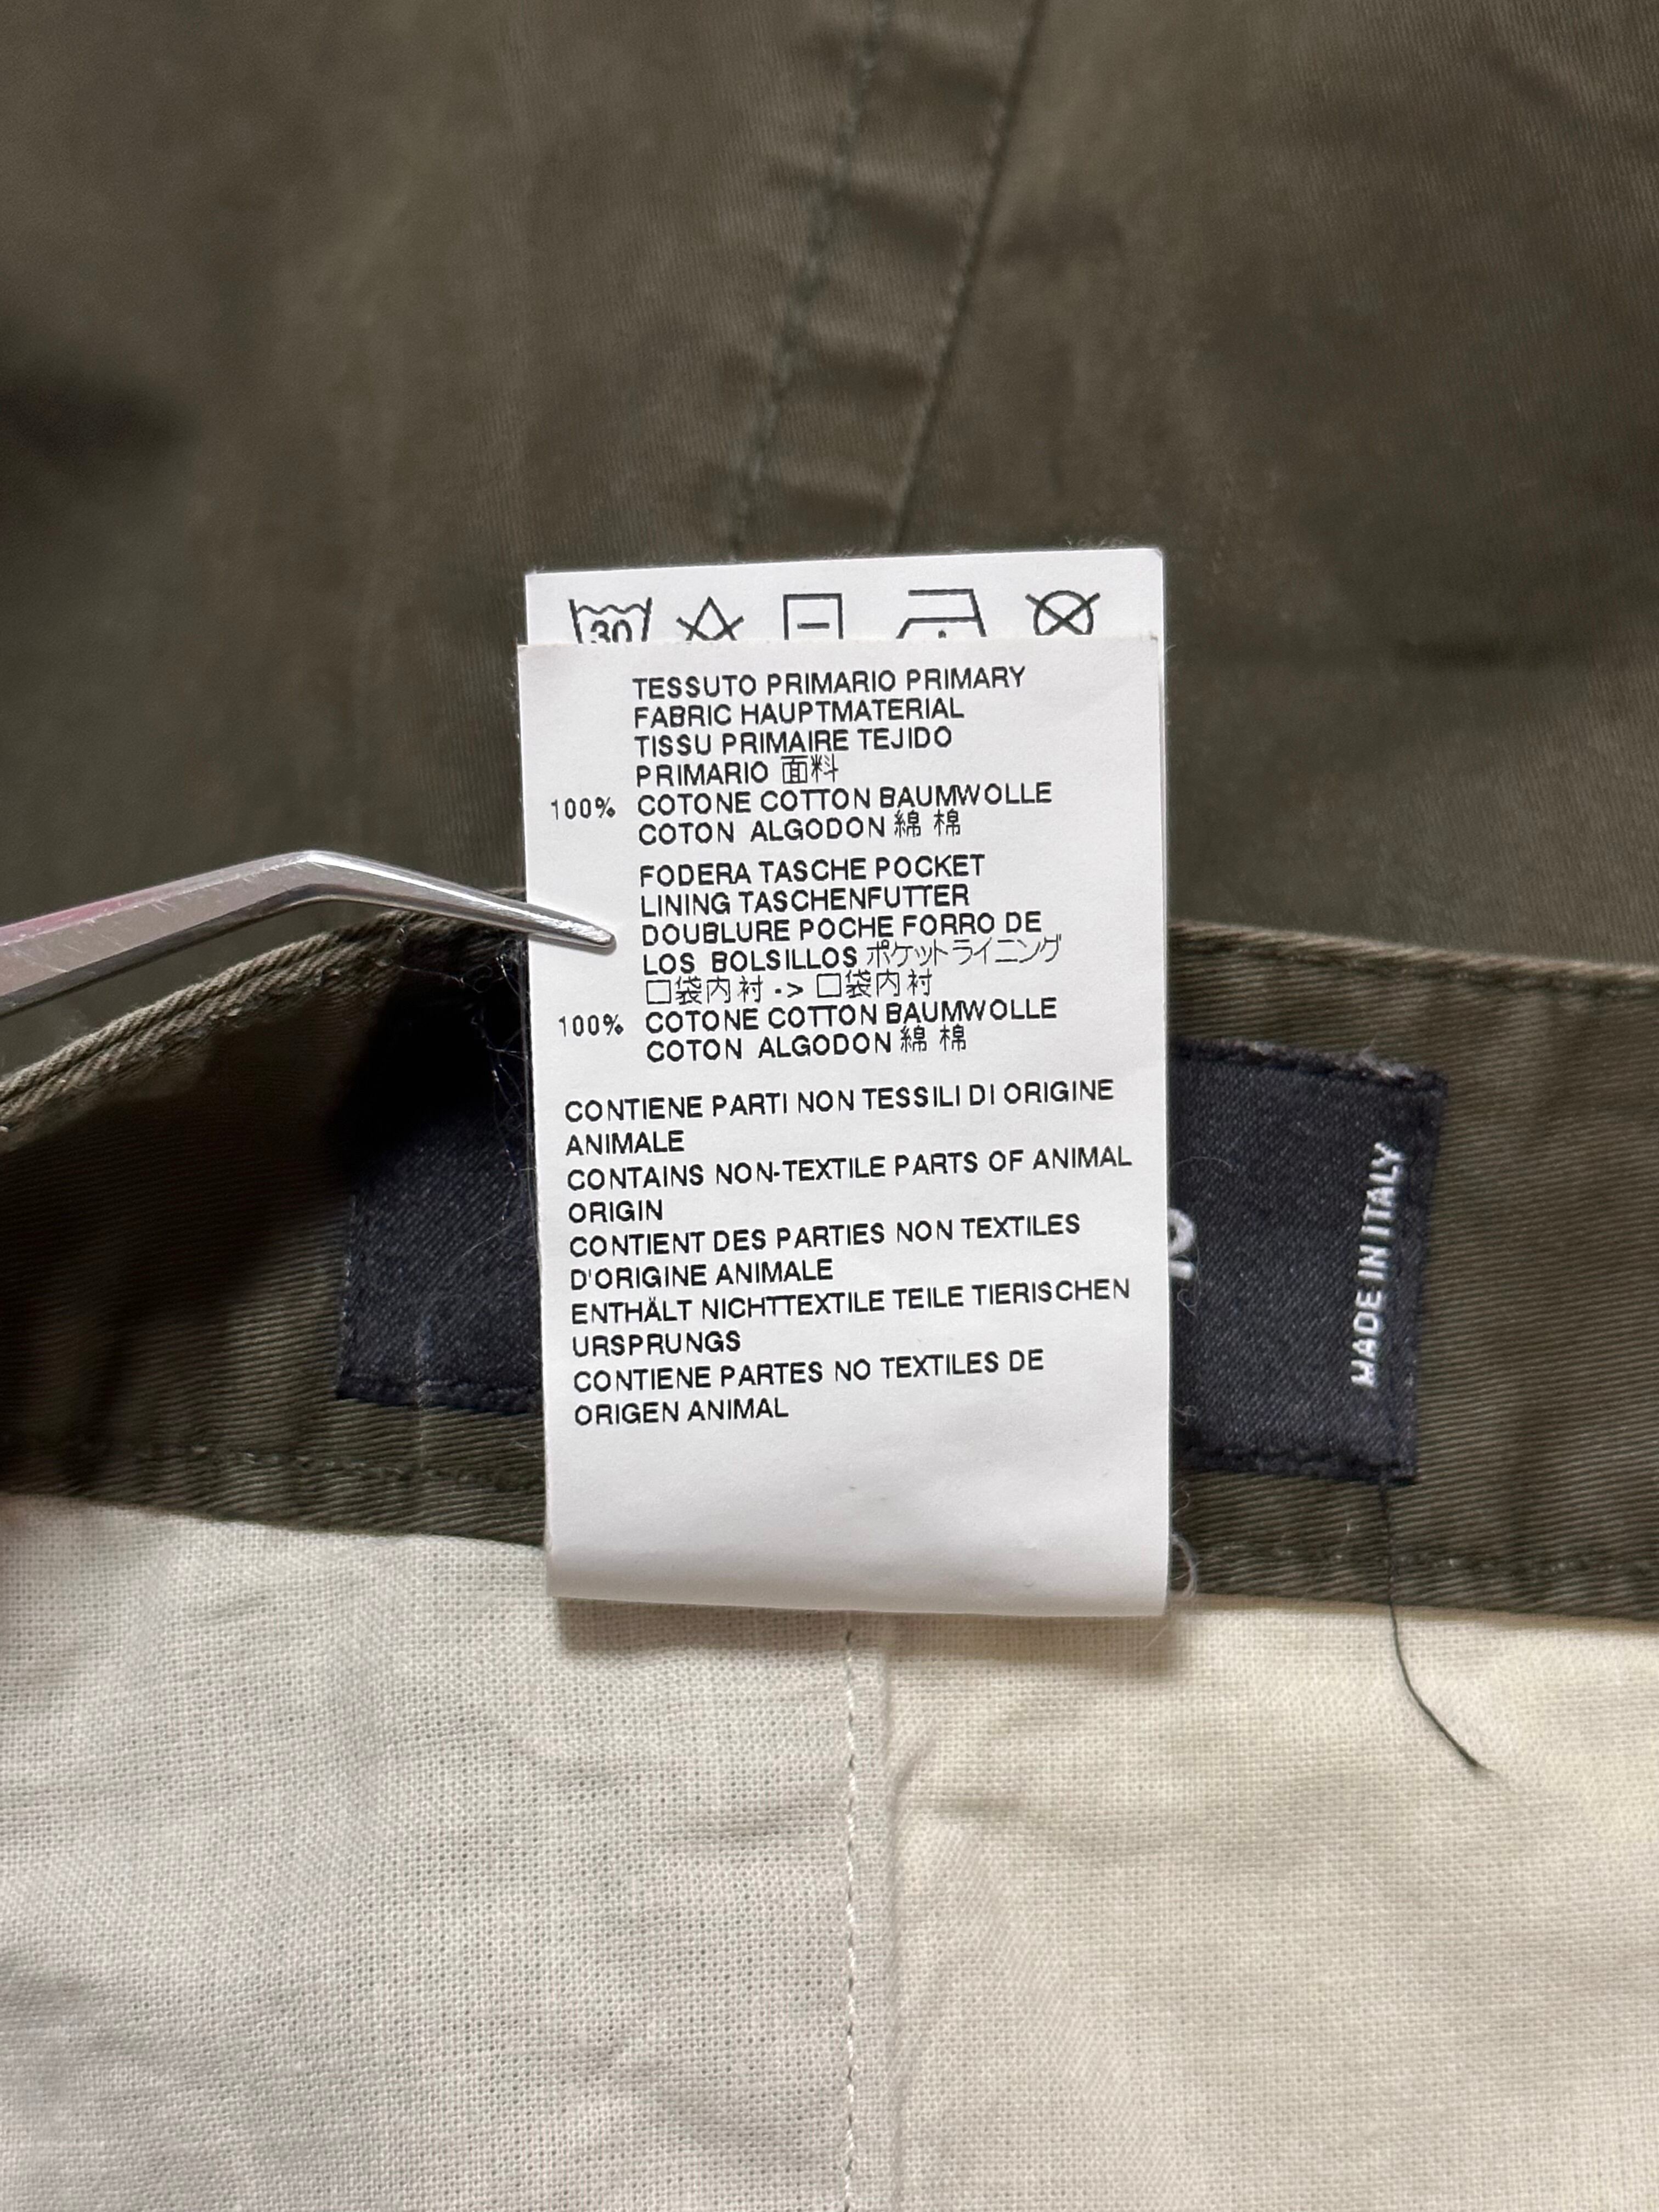 30
TESSUTO PRIMARIO PRIMARY
FABRIC HAUPTMATERIAL
TISSU PRIMAIRE TEJIDO
PRIMARIO 面料
100% COTONE COTTON BAUMWOLLE
COTON ALGODON 綿 棉
FODERA TASCHE POCKET
LINING TASCHENFUTTER
DOUBLURE POCHE FORRO DE
LOS BOLSILLOS ポケットライニング
口袋内衬 -> 口袋内衬
100% COTONE COTTON BAUMWOLLE
COTON ALGODON 綿 棉
CONTIENE PARTI NON TESSILI DI ORIGINE
ANIMALE
CONTAINS NON-TEXTILE PARTS OF ANIMAL
ORIGIN
CONTIENT DES PARTIES NON TEXTILES
D'ORIGINE ANIMALE
ENTHÄLT NICHTTEXTILE TEILE TIERISCHEN
URSPRUNGS
CONTIENE PARTES NO TEXTILES DE
ORIGEN ANIMAL
MADE IN ITALY